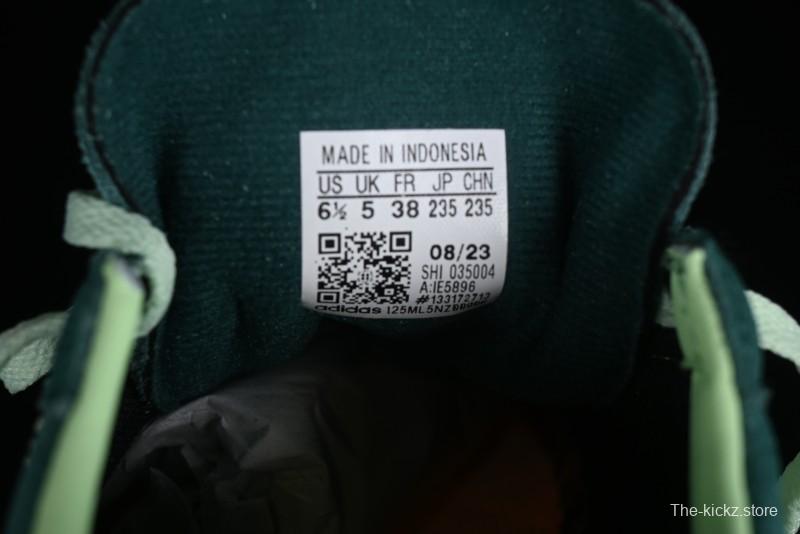 MADE IN INDONESIA
US UK FR JP CHN
6½ 5 38 235 235
08/23
SHI 035004
A:IE5896
#133172713
adidas
The-kickz.store